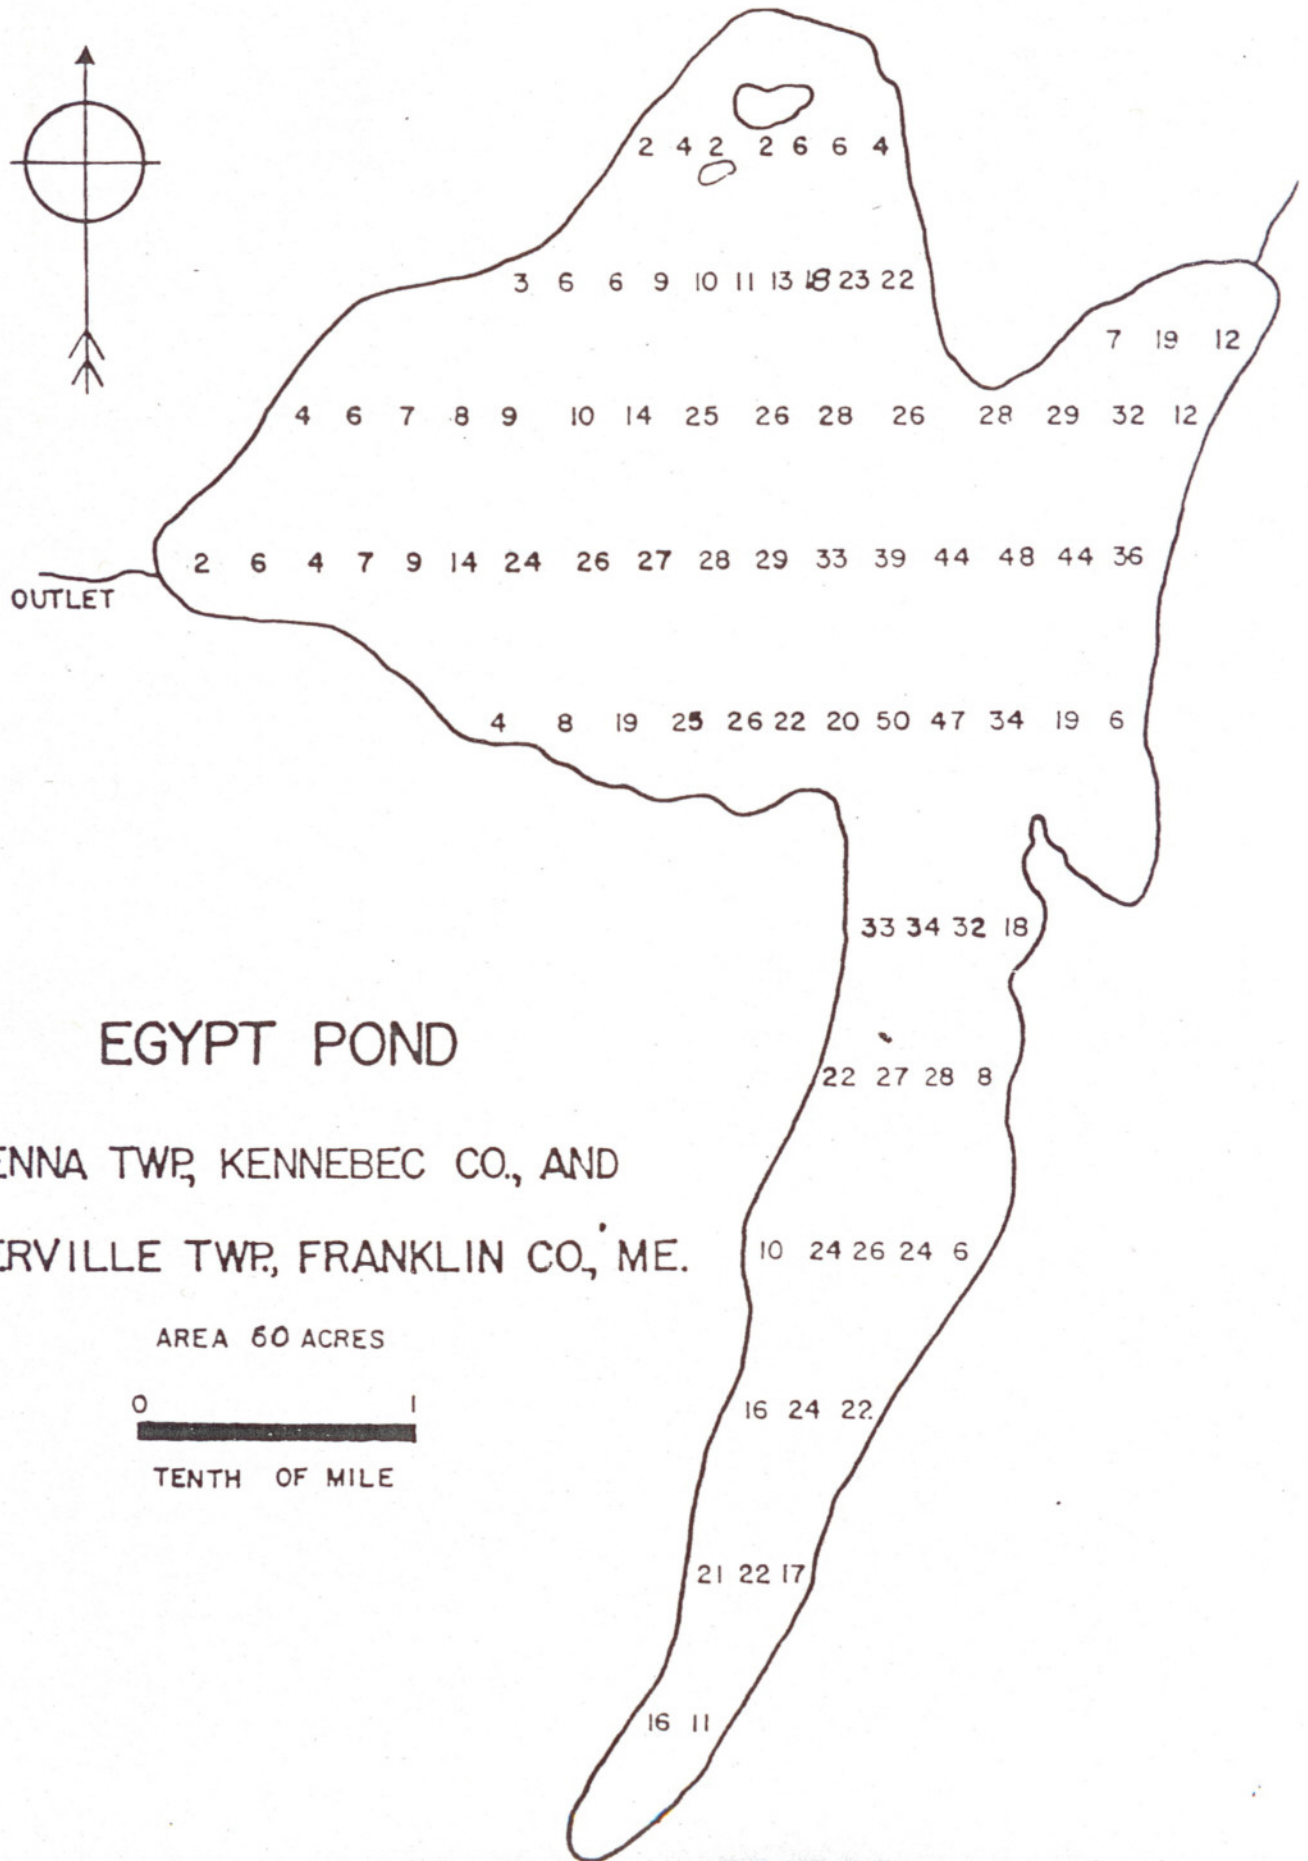 2 4 2 2 6 6 4
3 6 6 9 10 11 13 18 23 22
7 19 12
4 6 7 8 9 10 14 25 26 28 26 28 29 32 12
2 6 4 7 9 14 24 26 27 28 29 33 39 44 48 44 36
OUTLET
4 8 19 25 26 22 20 50 47 34 19 6
33 34 32 18
EGYPT POND
22 27 28 8
ENNA TWP., KENNEBEC CO., AND
ERVILLE TWP., FRANKLIN CO., ME.
10 24 26 24 6
AREA 60 ACRES
0 1
16 24 22
TENTH OF MILE
21 22 17
16 11